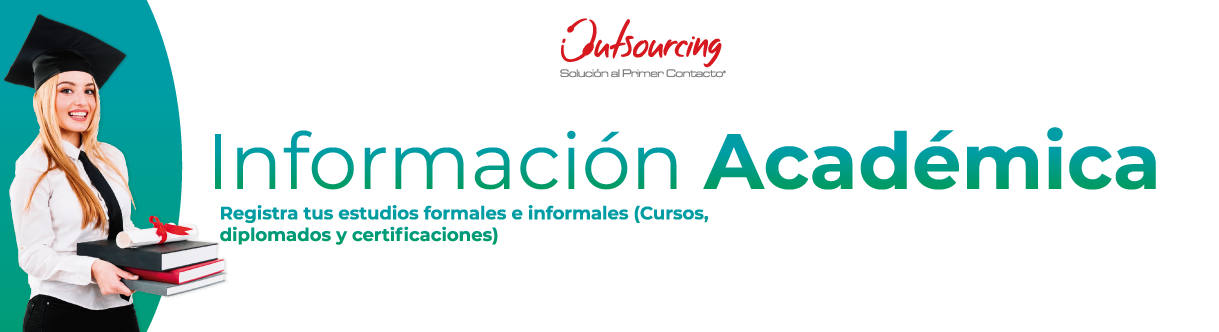 Outsourcing
Solución al Primer Contacto®
Información Académica
Registra tus estudios formales e informales (Cursos,
diplomados y certificaciones)